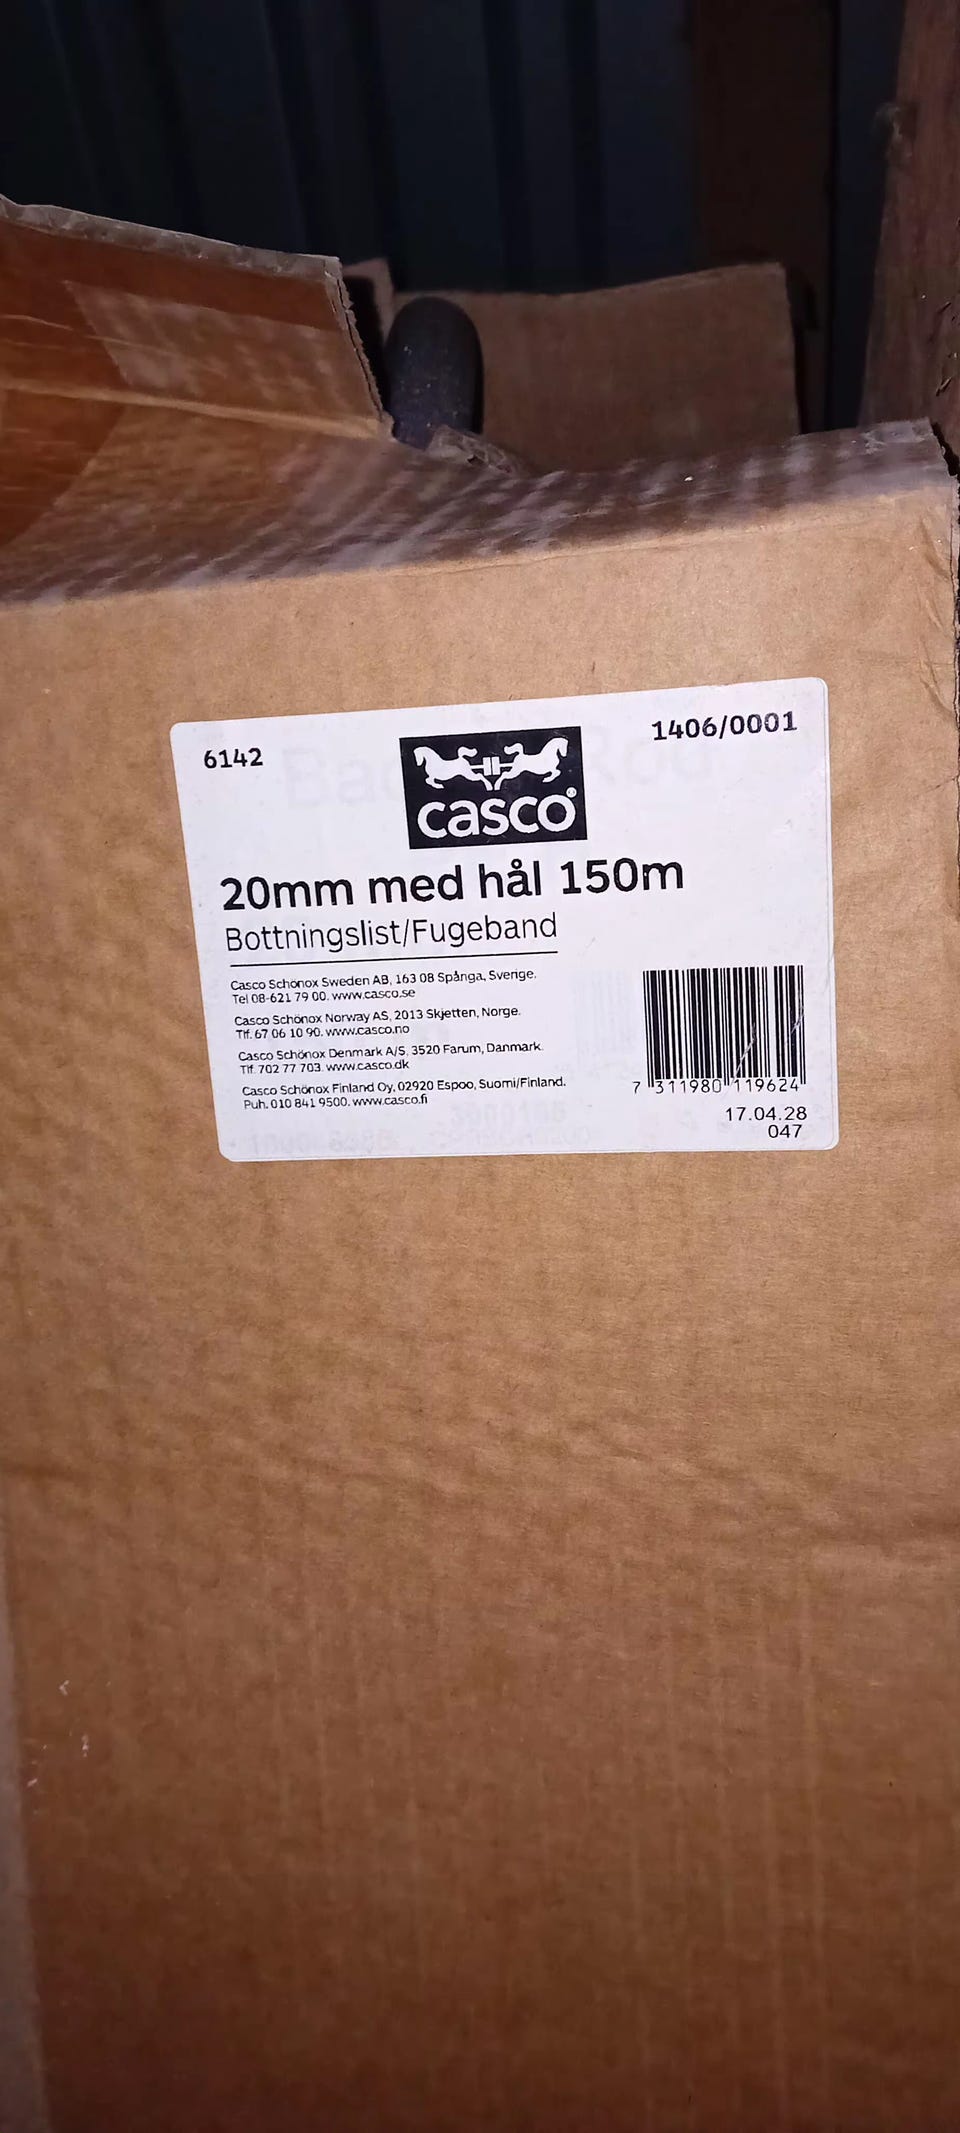 6142
1406/0001
casco®
20mm med hål 150m
Bottningslist/Fugeband
Casco Schönox Sweden AB, 163 08 Spånga, Sverige.
Tel 08-621 79 00. www.casco.se
Casco Schönox Norway AS, 2013 Skjetten, Norge.
Tlf. 67 06 10 90. www.casco.no
Casco Schönox Denmark A/S, 3520 Farum, Danmark.
Tlf. 702 77 703. www.casco.dk
Casco Schönox Finland Oy, 02920 Espoo, Suomi/Finland.
Puh. 010 841 9500. www.casco.fi
7 311980 119624
17.04.28
047